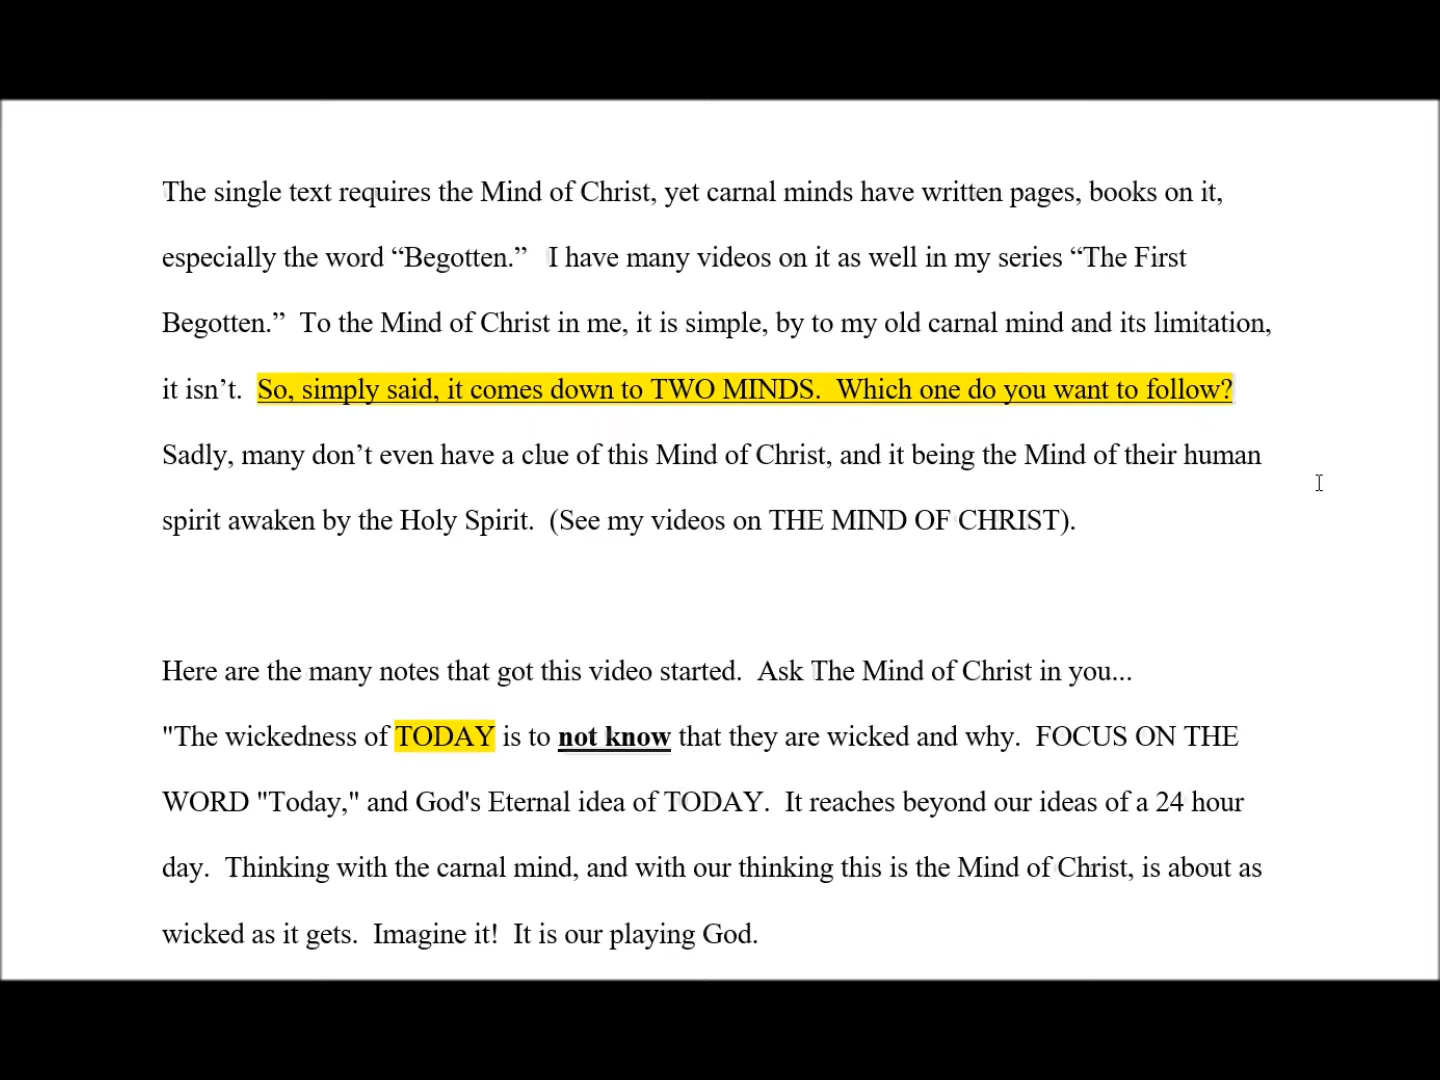 The single text requires the Mind of Christ, yet carnal minds have written pages, books on it,
especially the word “Begotten.”   I have many videos on it as well in my series “The First
Begotten.”  To the Mind of Christ in me, it is simple, by to my old carnal mind and its limitation,
it isn’t.  So, simply said, it comes down to TWO MINDS.  Which one do you want to follow?
Sadly, many don’t even have a clue of this Mind of Christ, and it being the Mind of their human
spirit awaken by the Holy Spirit.  (See my videos on THE MIND OF CHRIST).
Here are the many notes that got this video started.  Ask The Mind of Christ in you...
"The wickedness of TODAY is to not know that they are wicked and why.  FOCUS ON THE
WORD "Today," and God's Eternal idea of TODAY.  It reaches beyond our ideas of a 24 hour
day.  Thinking with the carnal mind, and with our thinking this is the Mind of Christ, is about as
wicked as it gets.  Imagine it!  It is our playing God.